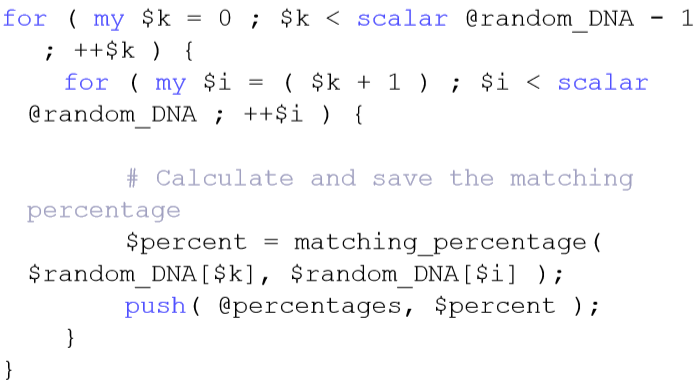 for ( my $k = 0 ; $k < scalar @random_DNA - 1
; ++$k ) {
for ( my $i = ( $k + 1 ) ; $i < scalar
@random_DNA ; ++$i ) {
# Calculate and save the matching
percentage
$percent = matching_percentage(
$random_DNA[$k], $random_DNA[$i] );
push( @percentages, $percent );
}
}